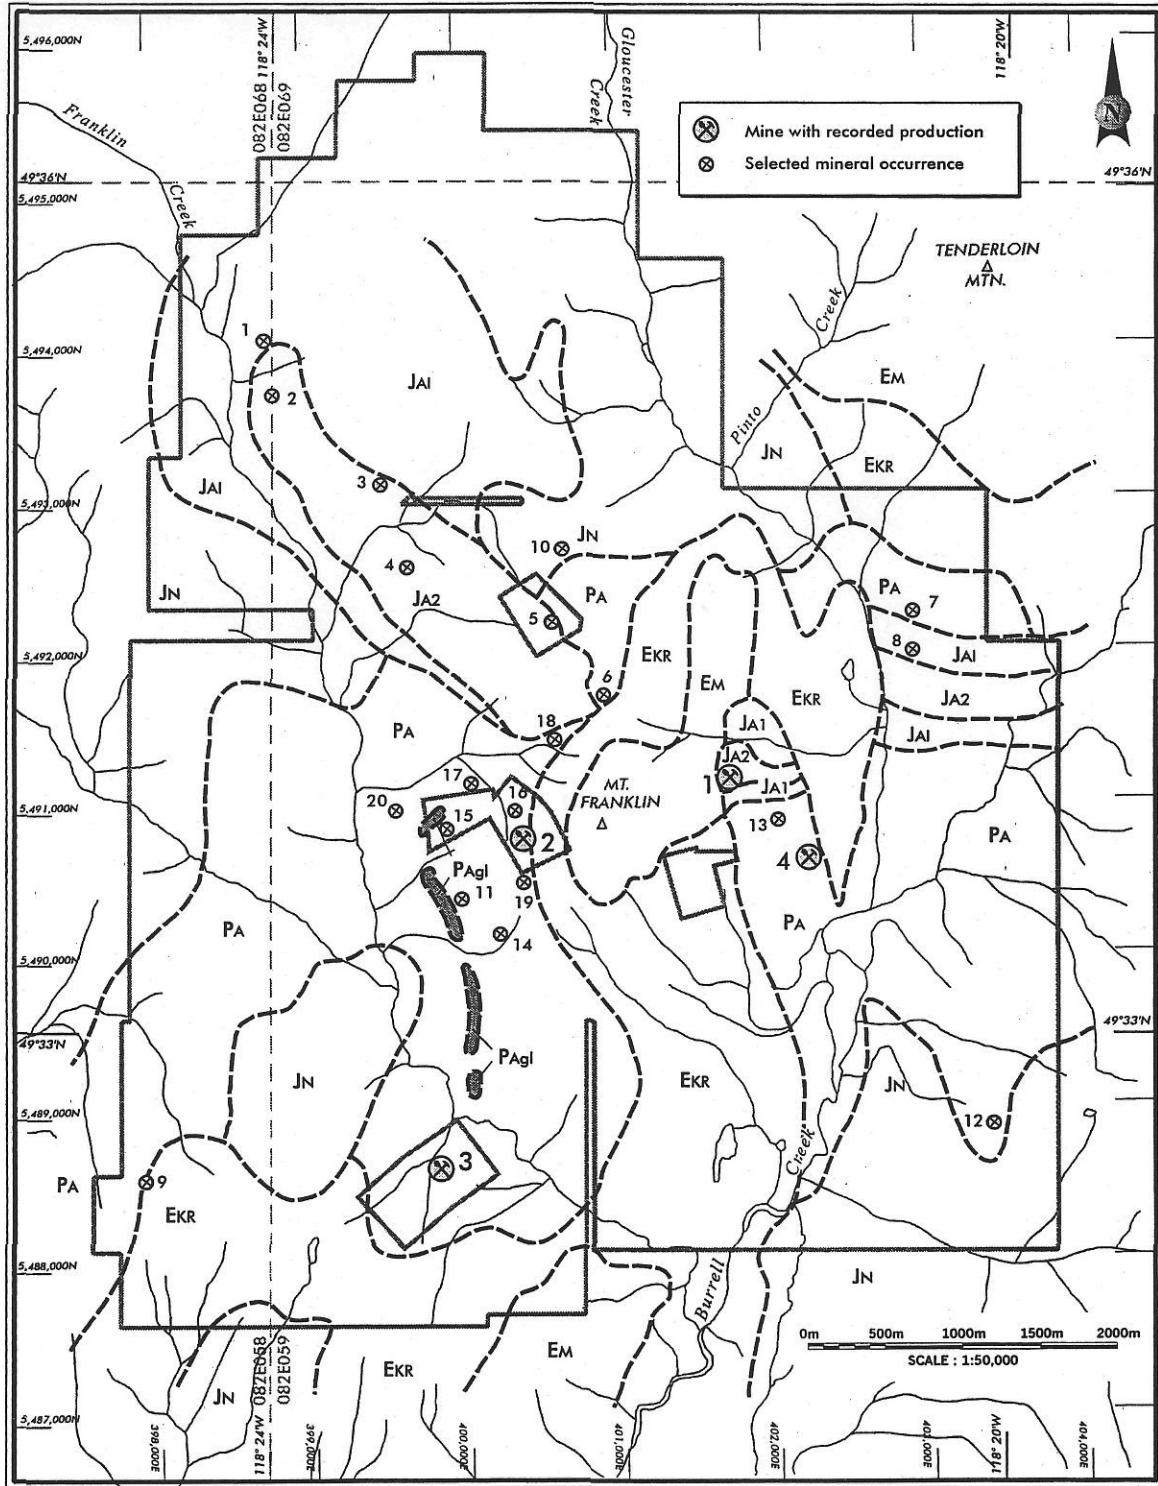 5,496,000N
118° 24'W
082E068
082E069
Gloucester
Creek
118° 20'W
N
Mine with recorded production
Selected mineral occurrence
Franklin
Creek
49°36'N
49°36'N
5,495,000N
TENDERLOIN
MTN.
Creek
Pinto
1
5,494,000N
2
JAI
EM
JN
EKR
3
JAI
5,493,000N
10
JN
4
JN
JA2
PA
PA
7
5
8
JAI
5,492,000N
EKR
6
EM
EKR
JA2
JA1
JAI
PA
18
JA2
17
1
JA1
MT.
FRANKLIN
20
16
5,491,000N
15
2
13
PA
4
PAgl
11
19
PA
PA
14
5,490,000N
49°33'N
49°33'N
PAgl
JN
EKR
JN
5,489,000N
12
Creek
3
PA
9
EKR
5,488,000N
JN
Burrell
0m 500m 1000m 1500m 2000m
SCALE : 1:50,000
EM
EKR
JN
082E058
082E059
5,487,000N
398,000E
118° 24'W
399,000E
400,000E
401,000E
402,000E
403,000E
118° 20'W
404,000E